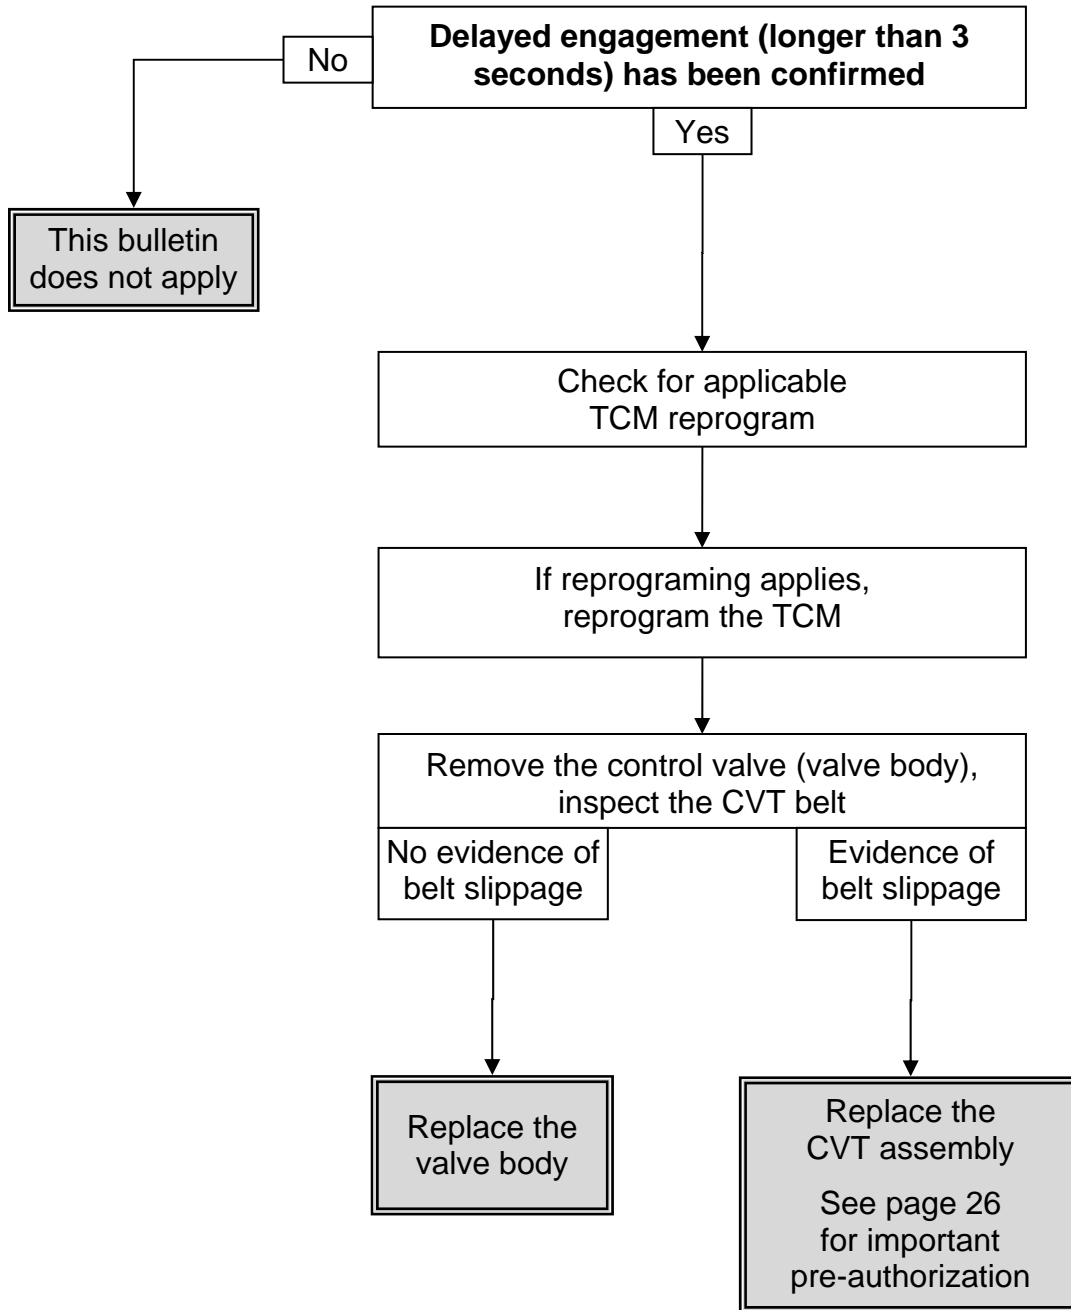 Delayed engagement (longer than 3
seconds) has been confirmed
No
Yes
This bulletin
does not apply
Check for applicable
TCM reprogram
If reprograming applies,
reprogram the TCM
Remove the control valve (valve body),
inspect the CVT belt
No evidence of
belt slippage
Evidence of
belt slippage
Replace the
valve body
Replace the
CVT assembly
See page 26
for important
pre-authorization